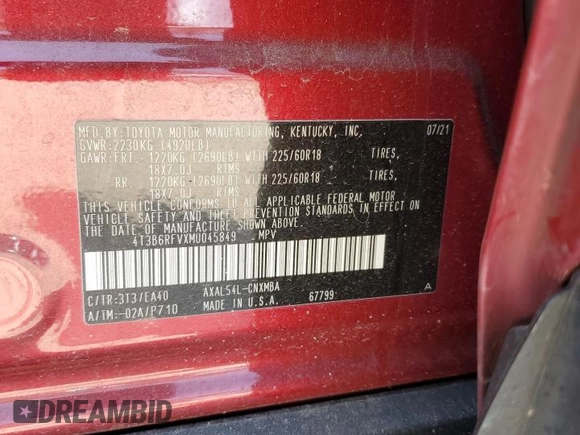 MFD.BY:TOYOTA MOTOR MANUFACTURING, KENTUCKY, INC. 07/21
GVWR:2230KG (4920LB)
GAWR:FRT. 1220KG (2690LB) WITH 225/60R18 TIRES,
18X7.0J RIMS
RR. 1220KG (2690LB) WITH 225/60R18 TIRES,
18X7.0J RIMS
THIS VEHICLE CONFORMS TO ALL APPLICABLE FEDERAL MOTOR
VEHICLE SAFETY AND THEFT PREVENTION STANDARDS IN EFFECT ON
THE DATE OF MANUFACTURE SHOWN ABOVE.
4T3B6RFVXMU045849 MPV
C/TR:3T3/EA40 AXAL54L-CNXMBA
A/TM:-02A/P710 MADE IN U.S.A. 67799 A
DREAMBID